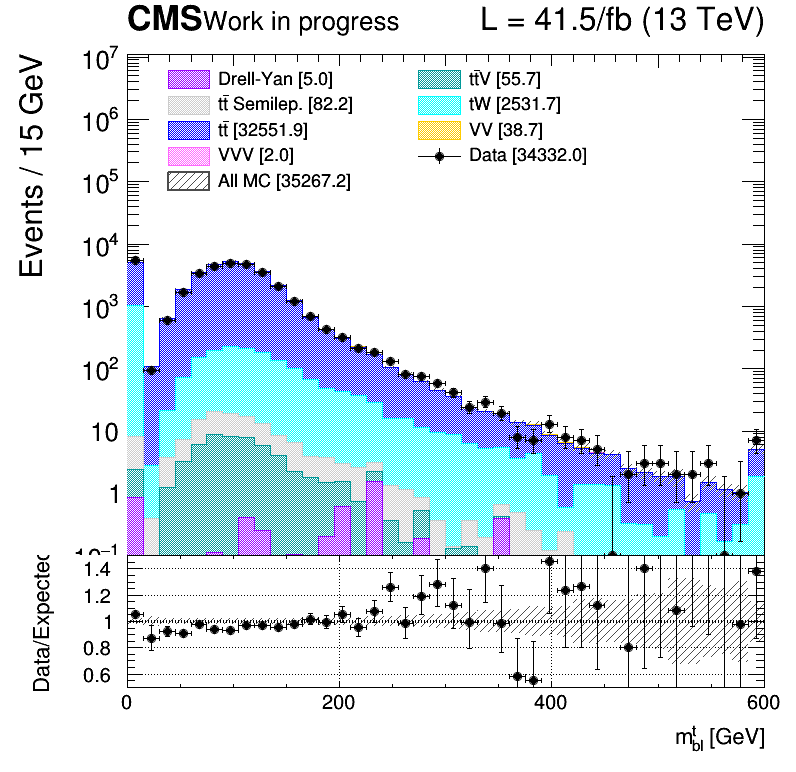 CMS Work in progress L = 41.5/fb (13 TeV)
Events / 15 GeV
10⁷
10⁶
10⁵
10⁴
10³
10²
10
1
10⁻¹
Drell-Yan [5.0]
tt̄ Semilep. [82.2]
tt̄ [32551.9]
VVV [2.0]
All MC [35267.2]
tt̄V [55.7]
tW [2531.7]
VV [38.7]
Data [34332.0]
Data/Expected
1.4
1.2
1
0.8
0.6
0 200 400 600
m^t_bl [GeV]